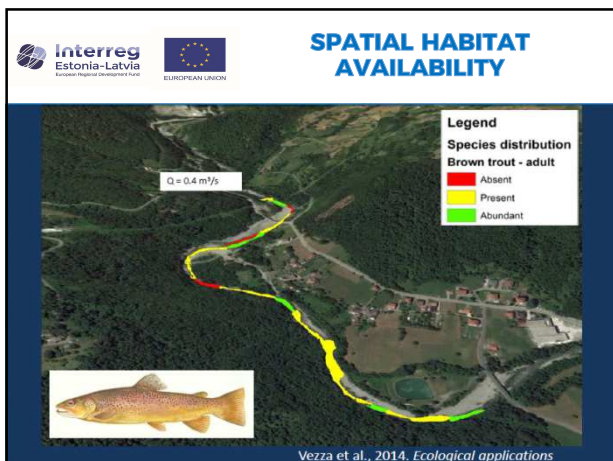 Interreg
Estonia-Latvia
European Regional Development Fund
EUROPEAN UNION
SPATIAL HABITAT
AVAILABILITY
Legend
Species distribution
Brown trout - adult
Absent
Present
Abundant
Q = 0.4 m³/s
Vezza et al., 2014. Ecological applications